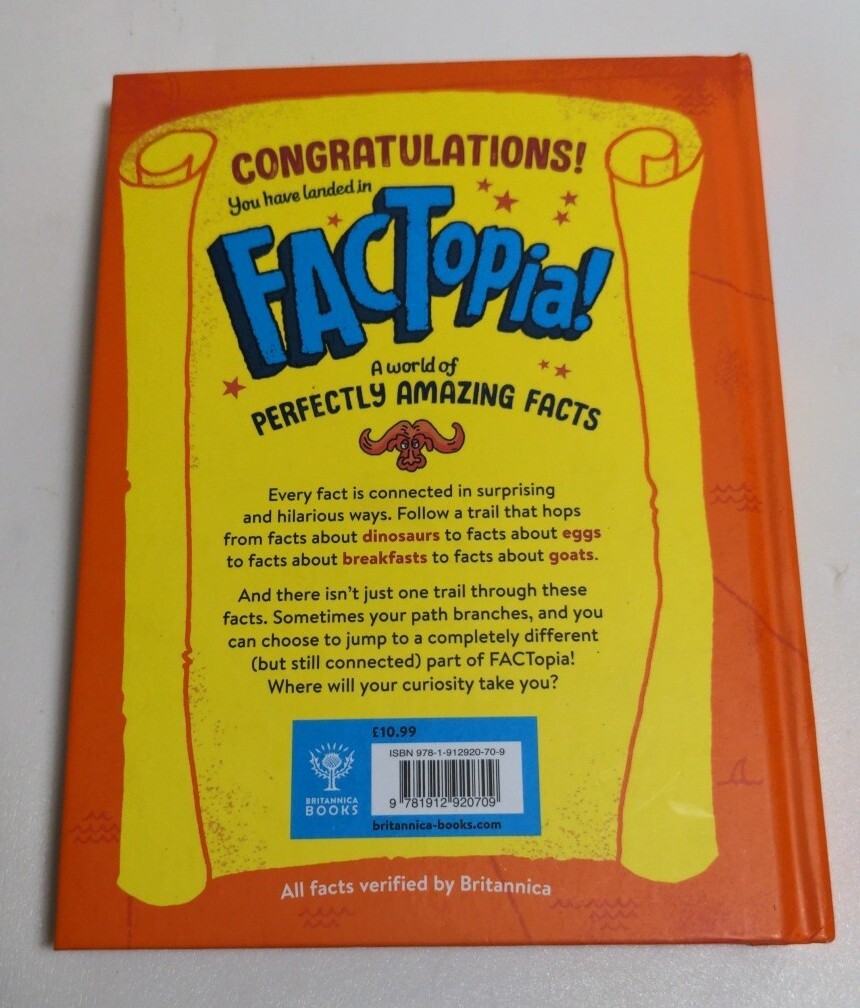 CONGRATULATIONS!
You have landed in
FACTopia!
A world of
PERFECTLY AMAZING FACTS
Every fact is connected in surprising
and hilarious ways. Follow a trail that hops
from facts about dinosaurs to facts about eggs
to facts about breakfasts to facts about goats.
And there isn't just one trail through these
facts. Sometimes your path branches, and you
can choose to jump to a completely different
(but still connected) part of FACTopia!
Where will your curiosity take you?
£10.99
ISBN 978-1-912920-70-9
9 781912 920709
BRITANNICA
BOOKS
britannica-books.com
All facts verified by Britannica